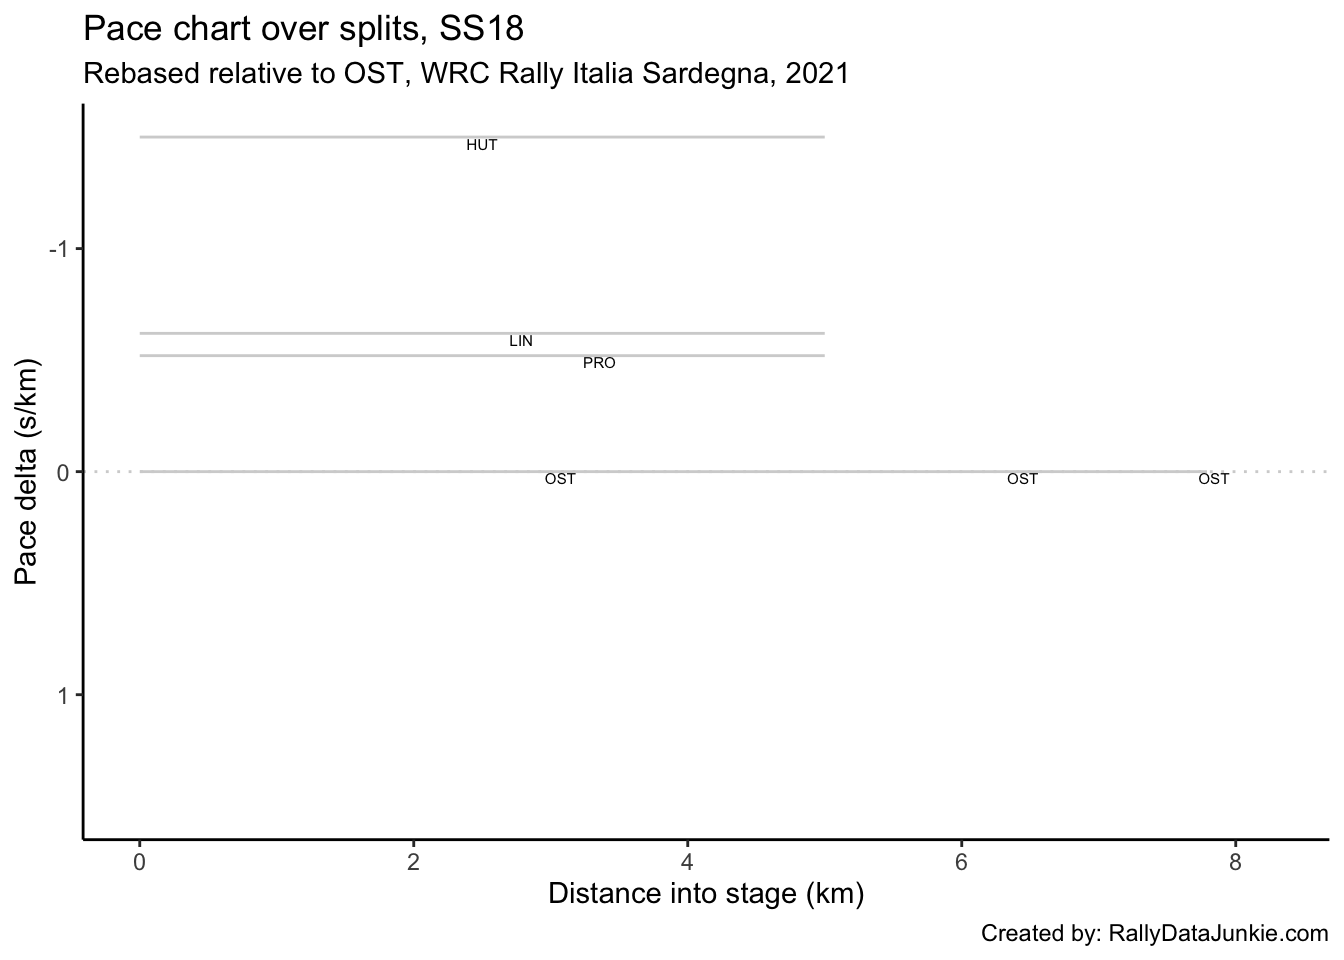 Pace chart over splits, SS18
Rebased relative to OST, WRC Rally Italia Sardegna, 2021
HUT
-1
LIN
PRO
0
OST OST OST
1
Pace delta (s/km)
0 2 4 6 8
Distance into stage (km)
Created by: RallyDataJunkie.com